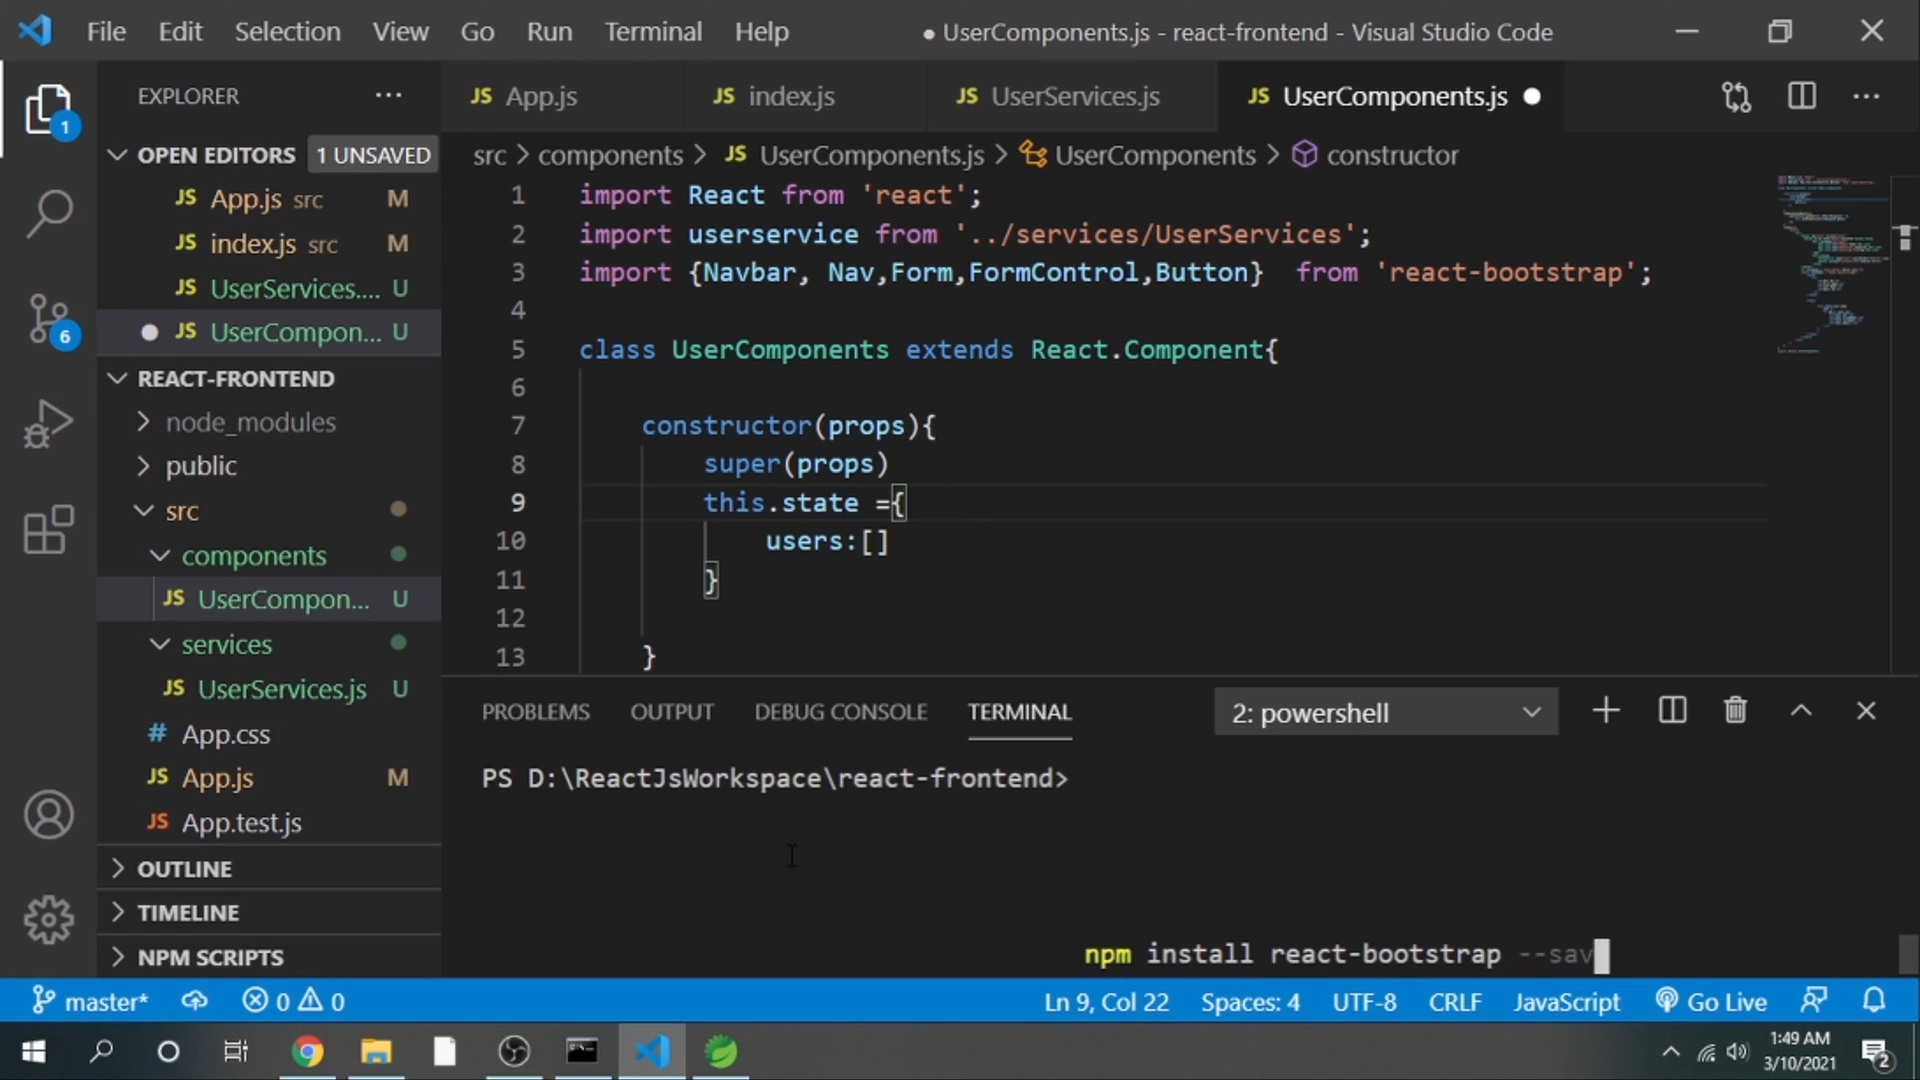 File Edit Selection View Go Run Terminal Help ● UserComponents.js - react-frontend - Visual Studio Code
EXPLORER ···
JS App.js JS index.js JS UserServices.js JS UserComponents.js ●
1
OPEN EDITORS 1 UNSAVED
JS App.js src M
JS index.js src M
JS UserServices.... U
JS UserCompon... U
6
REACT-FRONTEND
node_modules
public
src
components
JS UserCompon... U
services
JS UserServices.js U
# App.css
JS App.js M
JS App.test.js
OUTLINE
TIMELINE
NPM SCRIPTS
src > components > JS UserComponents.js > UserComponents > constructor
1 import React from 'react';
2 import userservice from '../services/UserServices';
3 import {Navbar, Nav,Form,FormControl,Button}  from 'react-bootstrap';
4
5 class UserComponents extends React.Component{
6
7     constructor(props){
8         super(props)
9         this.state ={
10             users:[]
11         }
12
13     }
PROBLEMS OUTPUT DEBUG CONSOLE TERMINAL 2: powershell
PS D:\ReactJsWorkspace\react-frontend>
npm install react-bootstrap --sav
master* 0 0 Ln 9, Col 22 Spaces: 4 UTF-8 CRLF JavaScript Go Live
1:49 AM
3/10/2021
2